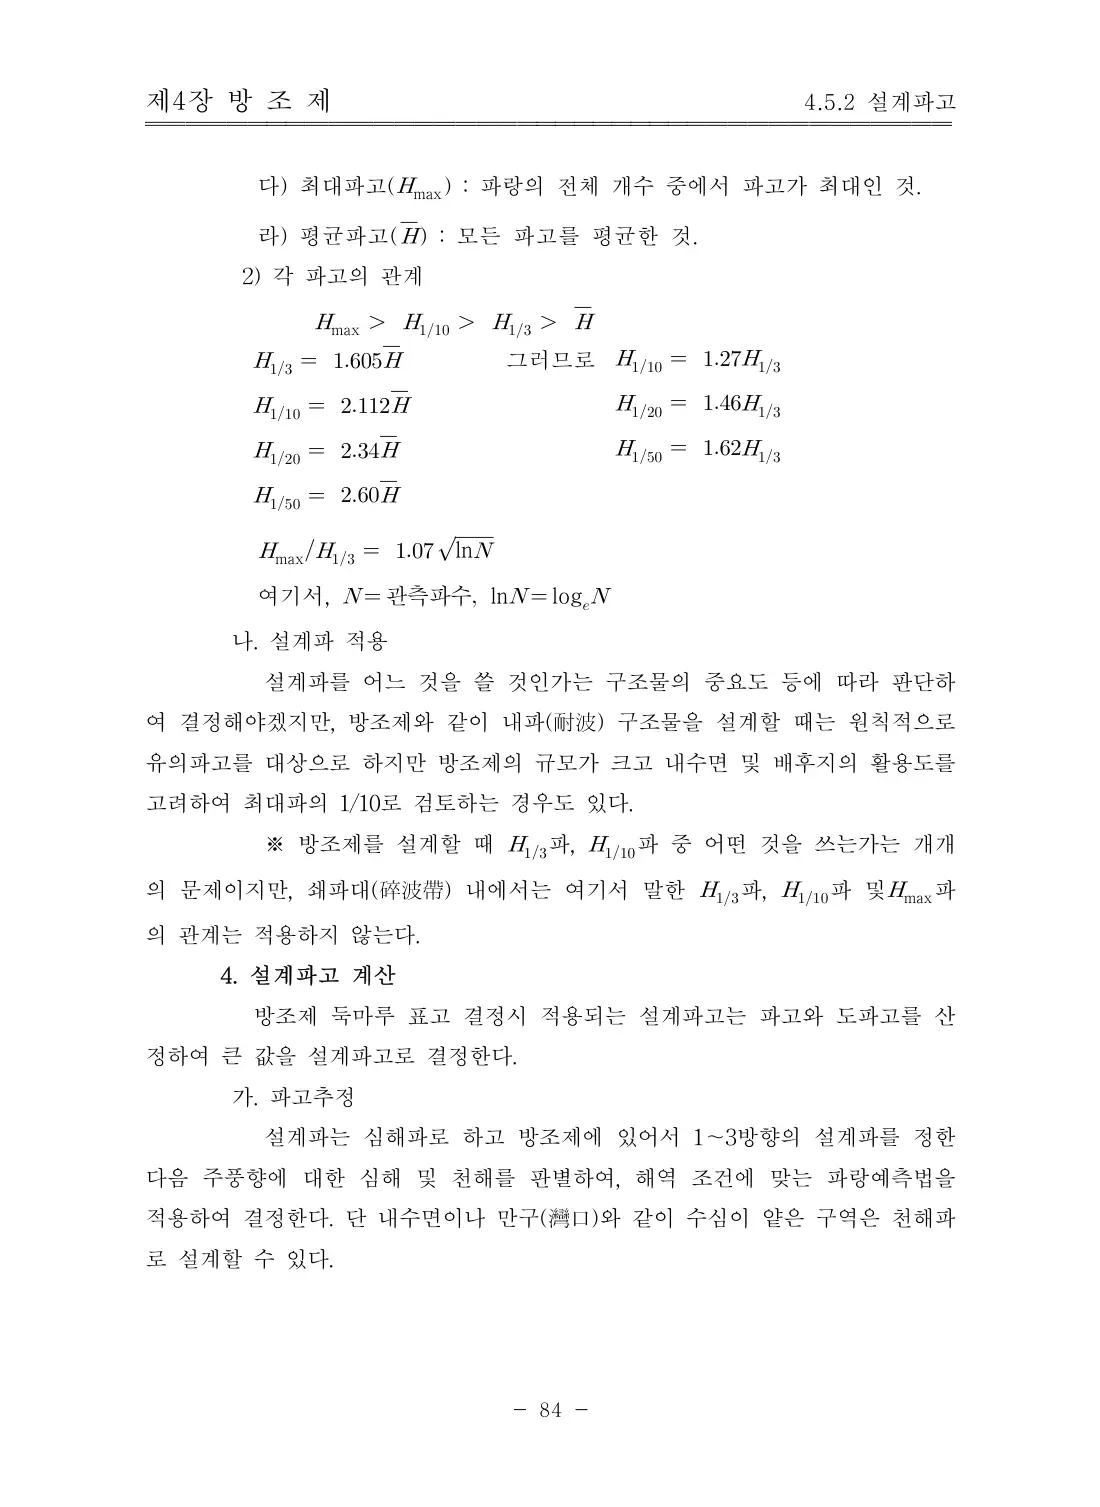 제4장 방 조 제 4.5.2 설계파고
다) 최대파고(H_max) : 파랑의 전체 개수 중에서 파고가 최대인 것.
라) 평균파고(H̅) : 모든 파고를 평균한 것.
2) 각 파고의 관계
H_max > H_1/10 > H_1/3 > H̅
H_1/3 = 1.605H̅ 그러므로 H_1/10 = 1.27H_1/3
H_1/10 = 2.112H̅ H_1/20 = 1.46H_1/3
H_1/20 = 2.34H̅ H_1/50 = 1.62H_1/3
H_1/50 = 2.60H̅
H_max/H_1/3 = 1.07√lnN
여기서, N=관측파수, lnN=log_e N
나. 설계파 적용
설계파를 어느 것을 쓸 것인가는 구조물의 중요도 등에 따라 판단하
여 결정해야겠지만, 방조제와 같이 내파(耐波) 구조물을 설계할 때는 원칙적으로
유의파고를 대상으로 하지만 방조제의 규모가 크고 내수면 및 배후지의 활용도를
고려하여 최대파의 1/10로 검토하는 경우도 있다.
※ 방조제를 설계할 때 H_1/3파, H_1/10파 중 어떤 것을 쓰는가는 개개
의 문제이지만, 쇄파대(碎波帶) 내에서는 여기서 말한 H_1/3파, H_1/10파 및H_max파
의 관계는 적용하지 않는다.
4. 설계파고 계산
방조제 둑마루 표고 결정시 적용되는 설계파고는 파고와 도파고를 산
정하여 큰 값을 설계파고로 결정한다.
가. 파고추정
설계파는 심해파로 하고 방조제에 있어서 1~3방향의 설계파를 정한
다음 주풍향에 대한 심해 및 천해를 판별하여, 해역 조건에 맞는 파랑예측법을
적용하여 결정한다. 단 내수면이나 만구(灣口)와 같이 수심이 얕은 구역은 천해파
로 설계할 수 있다.
- 84 -